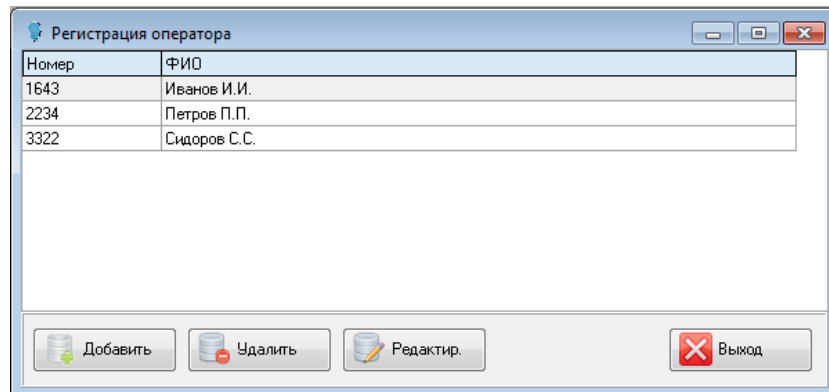 Регистрация оператора
Номер ФИО
1643 Иванов И.И.
2234 Петров П.П.
3322 Сидоров С.С.
Добавить Удалить Редактир. Выход